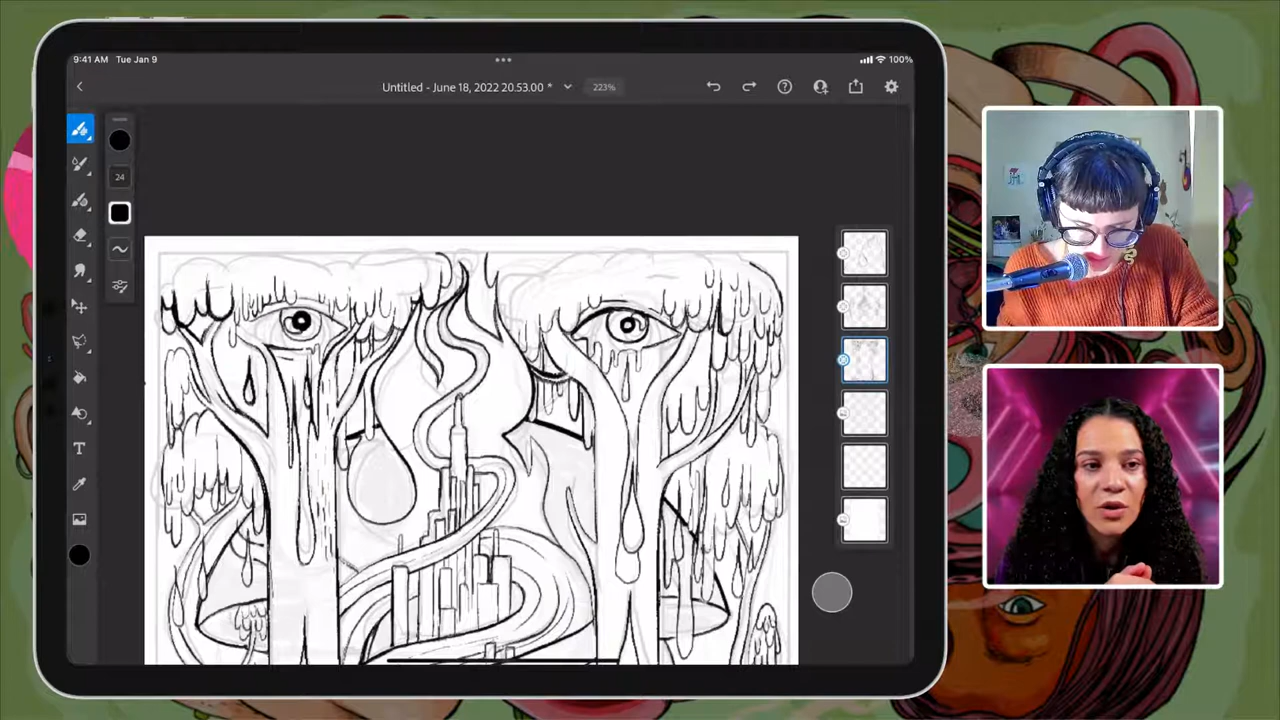 9:41 AM Tue Jan 9
100%
Untitled - June 18, 2022 20.53.00 *
223%
24
T